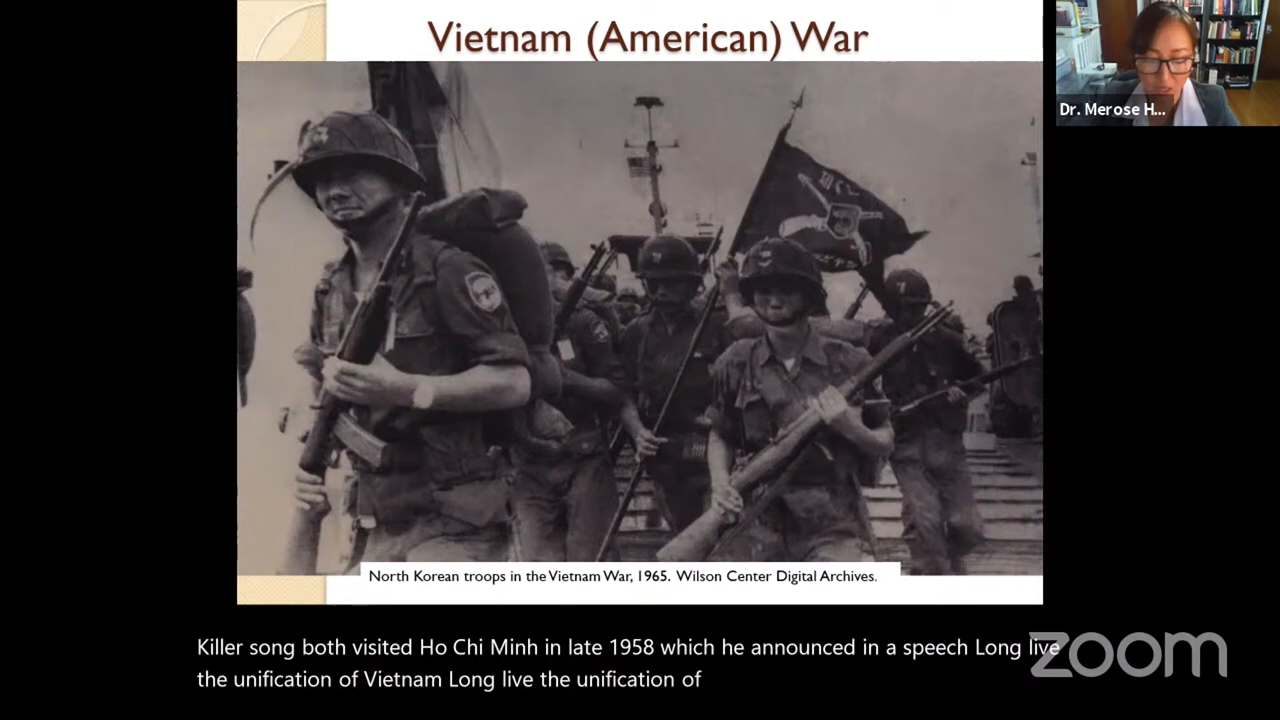 Vietnam (American) War
Dr. Merose H...
North Korean troops in the Vietnam War, 1965. Wilson Center Digital Archives.
Killer song both visited Ho Chi Minh in late 1958 which he announced in a speech Long live
the unification of Vietnam Long live the unification of
zoom